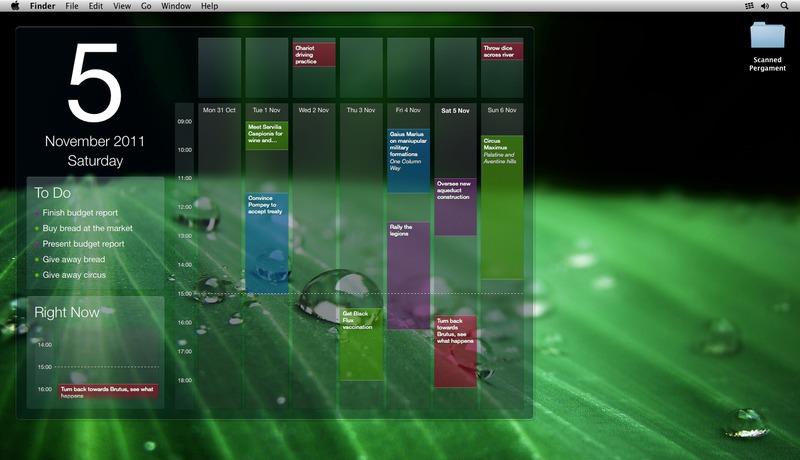 Finder File Edit View Go Window Help
5
November 2011
Saturday
To Do
Finish budget report
Buy bread at the market
Present budget report
Give away bread
Give away circus
Right Now
14:00
15:00
16:00
Turn back towards Brutus, see what
happens
Chariot
driving
practice
Throw dice
across river
Mon 31 Oct
Tue 1 Nov
Wed 2 Nov
Thu 3 Nov
Fri 4 Nov
Sat 5 Nov
Sun 6 Nov
09:00
10:00
11:00
12:00
13:00
15:00
16:00
17:00
18:00
Meet Servilia
Caepionis for
wine and...
Convince
Pompey to
accept treaty
Get Black
Flux
vaccination
Gaius Marius
on maniupular
military
formations
One Column
Way
Rally the
legions
Oversee new
aqueduct
construction
Turn back
towards
Brutus, see
what happens
Circus
Maximus
Palatine and
Aventine hills
Scanned
Pergament